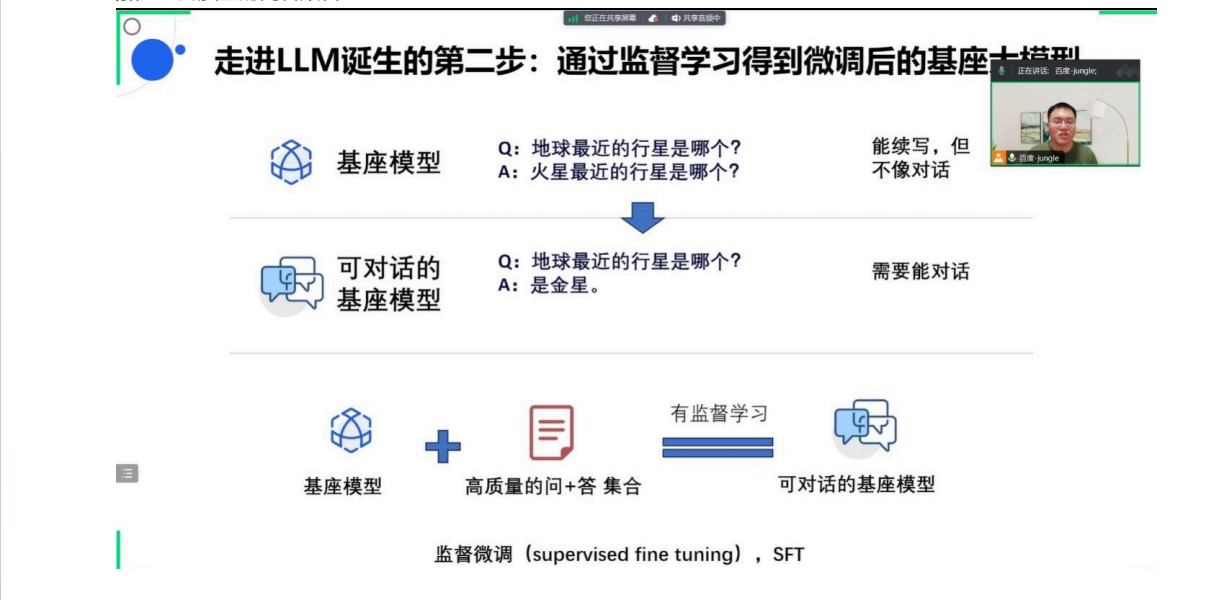 您正在共享屏幕 共享音频中
走进LLM诞生的第二步：通过监督学习得到微调后的基座大模型
正在讲话: 百度-jungle;
百度-jungle
基座模型
Q：地球最近的行星是哪个？
A：火星最近的行星是哪个？
能续写，但
不像对话
可对话的
基座模型
Q：地球最近的行星是哪个？
A：是金星。
需要能对话
有监督学习
基座模型
高质量的问+答 集合
可对话的基座模型
监督微调（supervised fine tuning），SFT